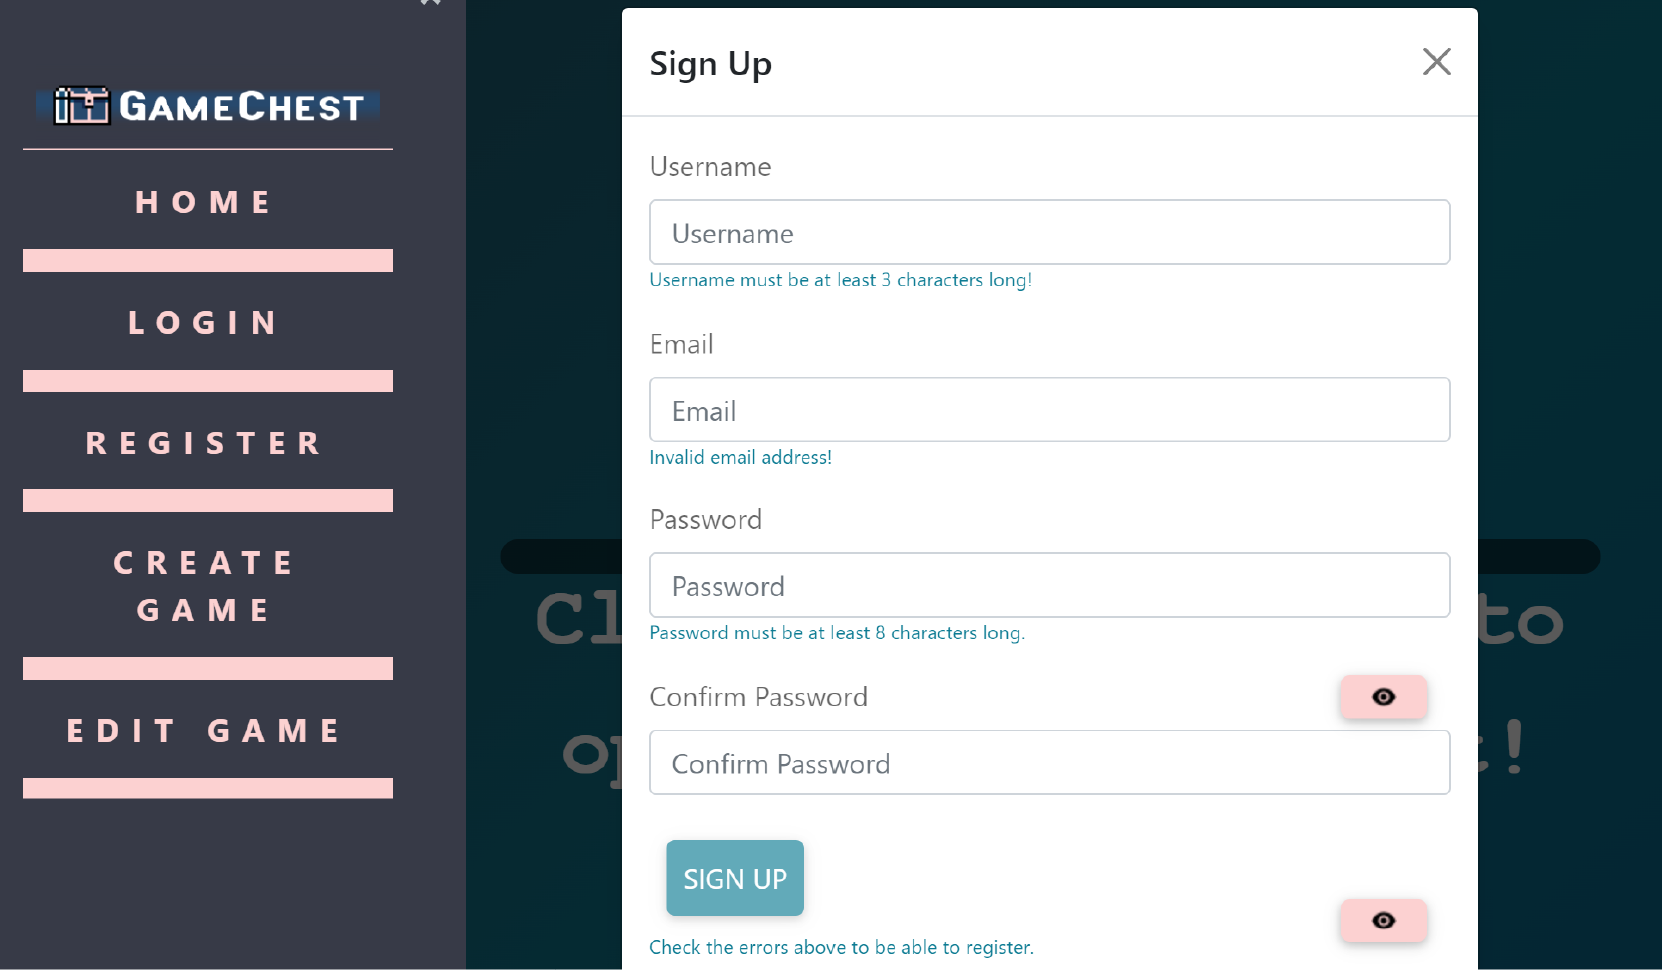 GAMECHEST
HOME
LOGIN
REGISTER
CREATE
GAME
EDIT GAME
Sign Up
Username
Username
Username must be at least 3 characters long!
Email
Email
Invalid email address!
Password
Password
Password must be at least 8 characters long.
Confirm Password
Confirm Password
SIGN UP
Check the errors above to be able to register.
to